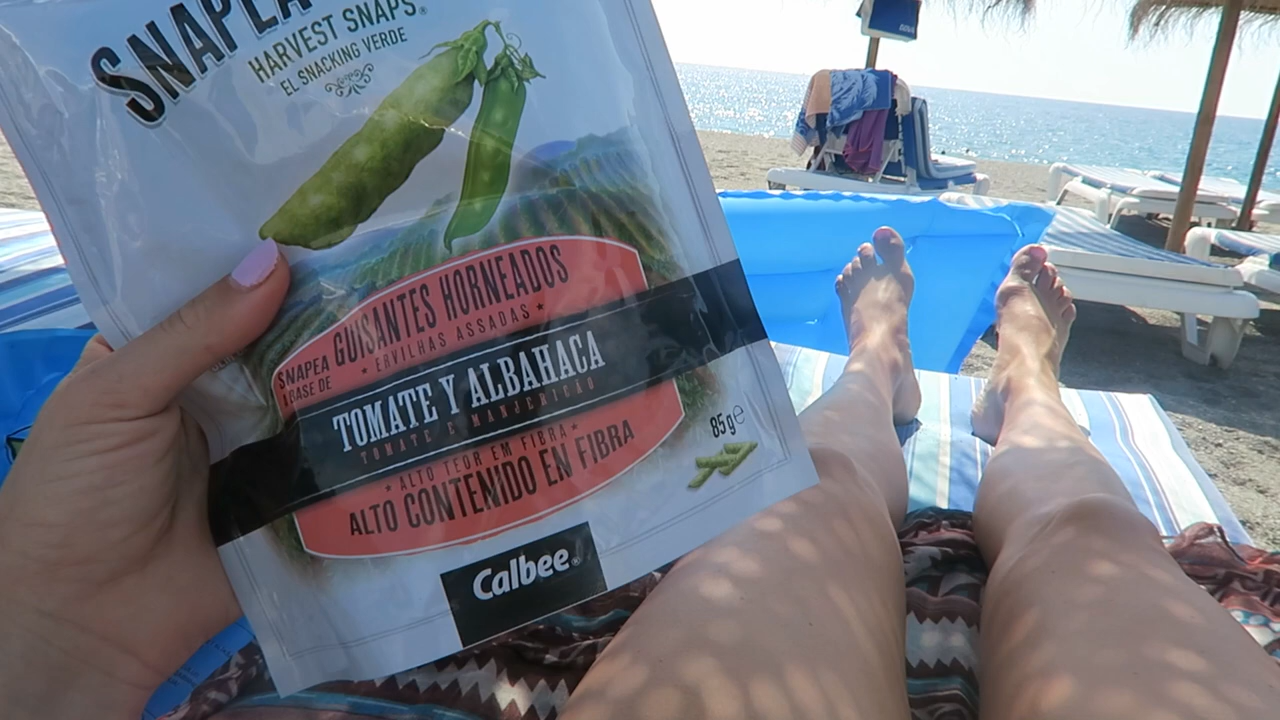 HARVEST SNAPS®
EL SNACKING VERDE
SNAPEA GUISANTES HORNEADOS
A BASE DE
* ERVILHAS ASSADAS *
TOMATE Y ALBAHACA
TOMATE E MANJERICÃO
* ALTO TEOR EM FIBRA *
ALTO CONTENIDO EN FIBRA
85g e
Calbee®